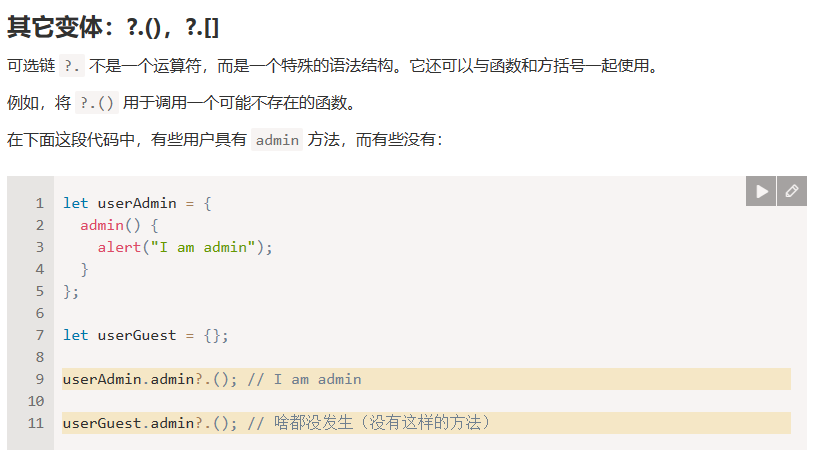 其它变体：?.()，?.[]
可选链 ?. 不是一个运算符，而是一个特殊的语法结构。它还可以与函数和方括号一起使用。
例如，将 ?.() 用于调用一个可能不存在的函数。
在下面这段代码中，有些用户具有 admin 方法，而有些没有：
1 let userAdmin = {
2   admin() {
3     alert("I am admin");
4   }
5 };
6
7 let userGuest = {};
8
9 userAdmin.admin?.(); // I am admin
10
11 userGuest.admin?.(); // 啥都没发生（没有这样的方法）